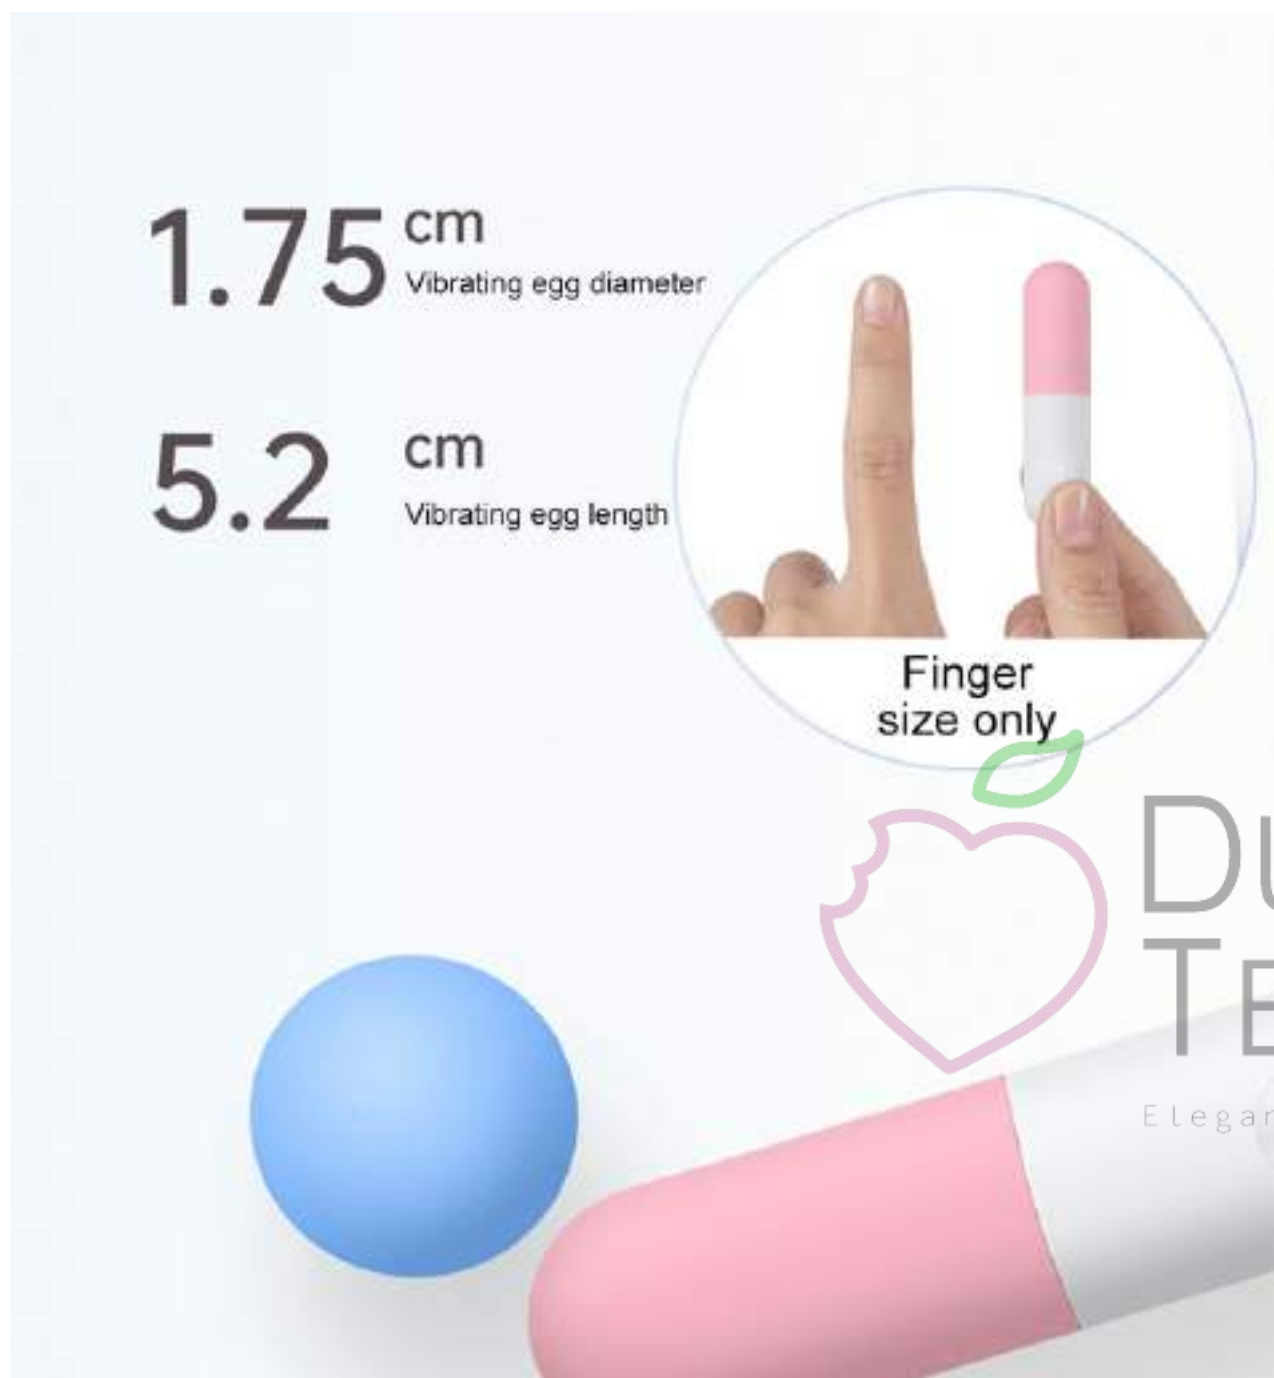 1.75 cm
Vibrating egg diameter
5.2 cm
Vibrating egg length
Finger
size only